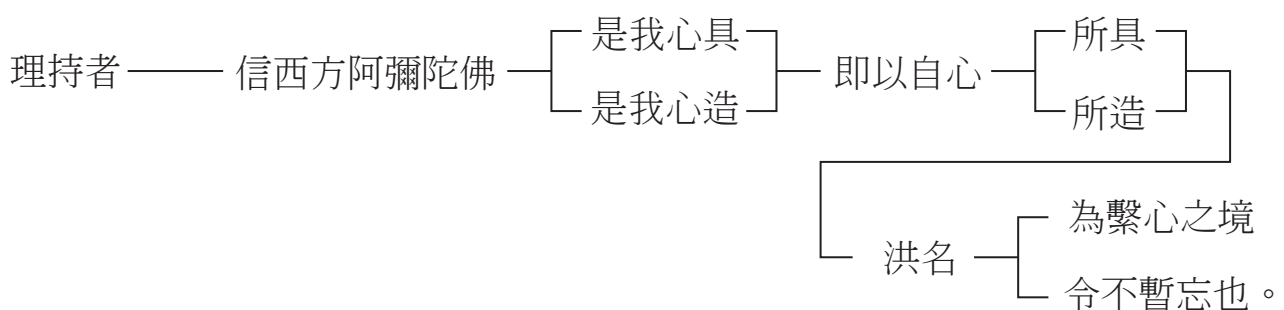 理持者
信西方阿彌陀佛
是我心具
是我心造
即以自心
所具
所造
洪名
為繫心之境
令不暫忘也。